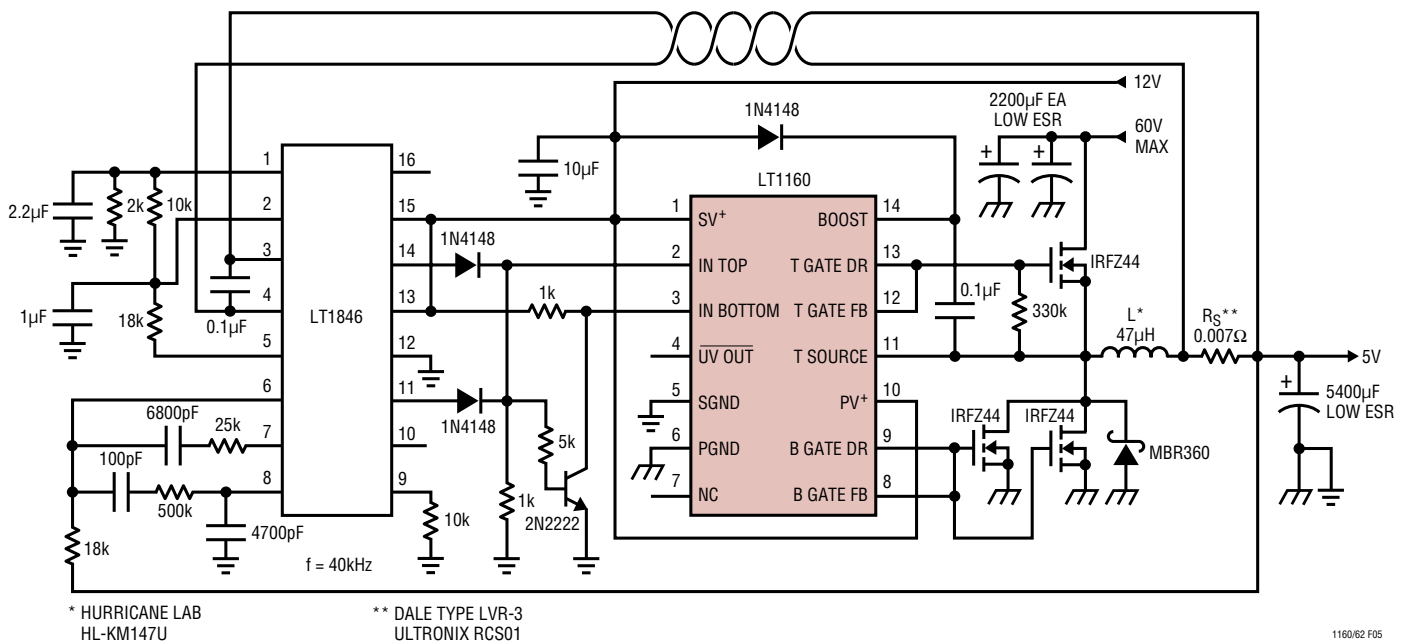 12V
1N4148
2200µF EA
LOW ESR
60V
MAX
+
+
10µF
LT1160
1
16
2.2µF
2k
10k
2
15
1
SV+
BOOST
14
1N4148
3
14
2
IN TOP
T GATE DR
13
IRFZ44
0.1µF
1k
1µF
18k
0.1µF
4
LT1846
13
3
IN BOTTOM
T GATE FB
12
330k
L*
47µH
RS**
0.007Ω
5
12
4
UV OUT
T SOURCE
11
5V
6
11
5
SGND
PV+
10
+
5400µF
LOW ESR
6800pF
25k
7
1N4148
10
5k
6
PGND
B GATE DR
9
IRFZ44
IRFZ44
MBR360
100pF
500k
8
9
1k
7
NC
B GATE FB
8
2N2222
10k
4700pF
18k
f = 40kHz
* HURRICANE LAB
HL-KM147U
** DALE TYPE LVR-3
ULTRONIX RCS01
1160/62 F05